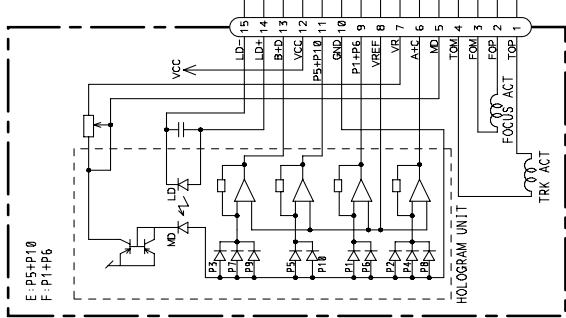 15 14 13 12 11 10 9 8 7 6 5 4 3 2 1
LD-
LD+
B+D
VCC
P5+P10
GND
P1+P6
VREF
VR
A+C
MD
TOM
FOM
FOP
TOP
VCC
FOCUS ACT
TRK ACT
LD
MD
P3
P7
P9
P5
P10
P1
P6
P2
P4
P8
HOLOGRAM UNIT
E:P5+P10
F:P1+P6